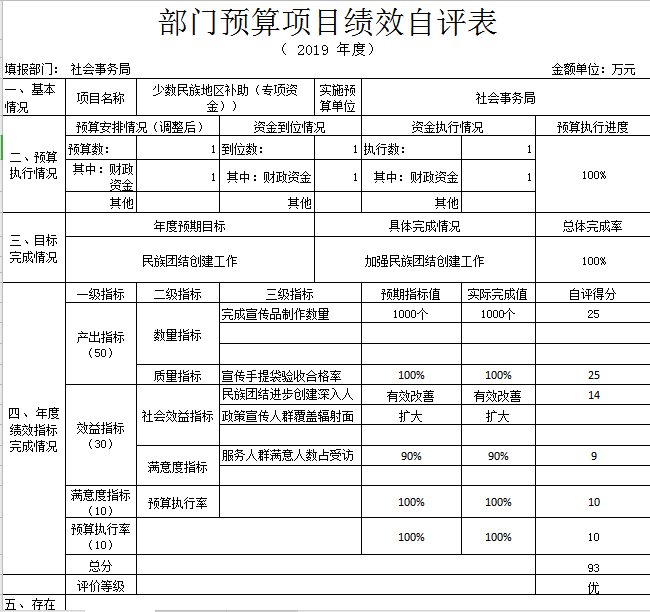 部门预算项目绩效自评表
（ 2019 年度）
填报部门： 社会事务局 金额单位：万元
一 、基本情况 项目名称 少数民族地区补助（专项资金）） 实施预算单位 社会事务局
二 、预算执行情况 预算安排情况（调整后） 资金到位情况 资金执行情况 预算执行进度
预算数： 1 到位数： 1 执行数： 1 100%
其中：财政资金 1 其中：财政资金 1 其中：财政资金 1
其他 其他 其他
三 、目标完成情况 年度预期目标 具体完成情况 总体完成率
民族团结创建工作 加强民族团结创建工作 100%
四 、年度绩效指标完成情况 一级指标 二级指标 三级指标 预期指标值 实际完成值 自评得分
产出指标（50） 数量指标 完成宣传品制作数量 1000个 1000个 25
质量指标 宣传手提袋验收合格率 100% 100% 25
效益指标（30） 社会效益指标 民族团结进步创建深入人 有效改善 有效改善 14
政策宣传人群覆盖辐射面 扩大 扩大
满意度指标 服务人群满意人数占受访 90% 90% 9
满意度指标（10） 预算执行率 100% 100% 10
预算执行率（10） 100% 100% 10
总分 93
评价等级 优
五 、存在